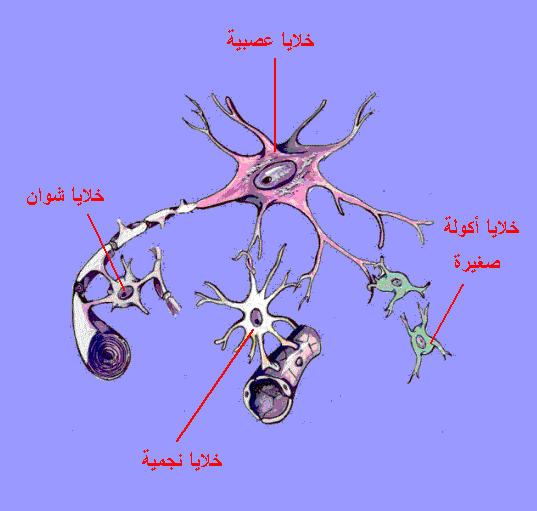 خلايا عصبية
خلايا شوان
خلايا أكولة
صغيرة
خلايا نجمية